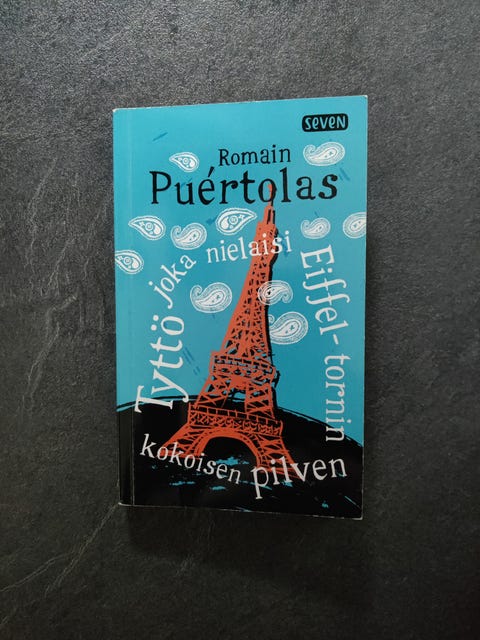 seven
Romain
Puértolas
Tyttö joka nielaisi
Eiffel-tornin
kokoisen pilven